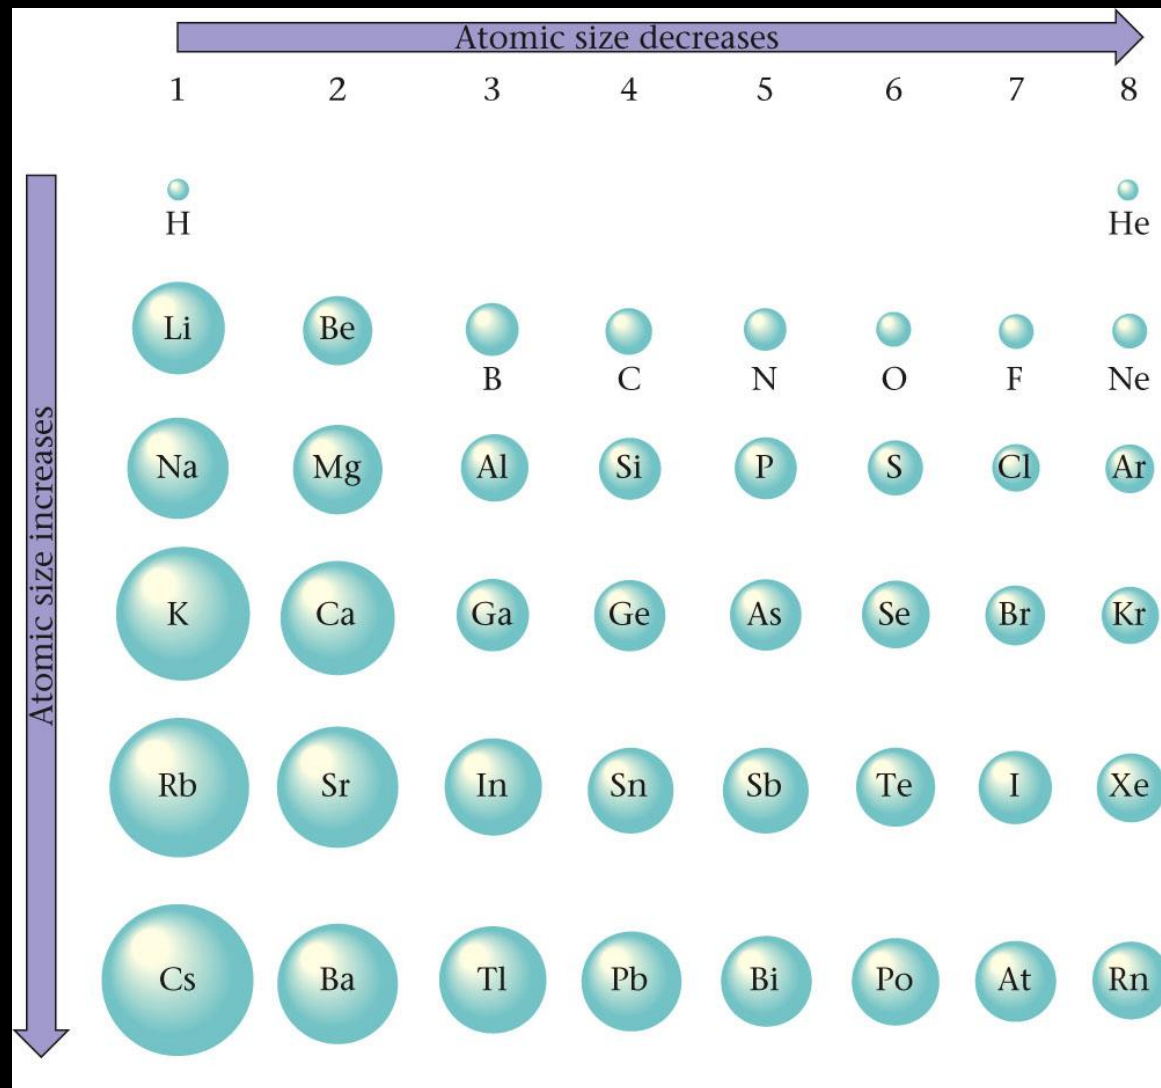 Atomic size decreases
1 2 3 4 5 6 7 8
Atomic size increases
H He
Li Be
B C N O F Ne
Na Mg Al Si P S Cl Ar
K Ca Ga Ge As Se Br Kr
Rb Sr In Sn Sb Te I Xe
Cs Ba Tl Pb Bi Po At Rn